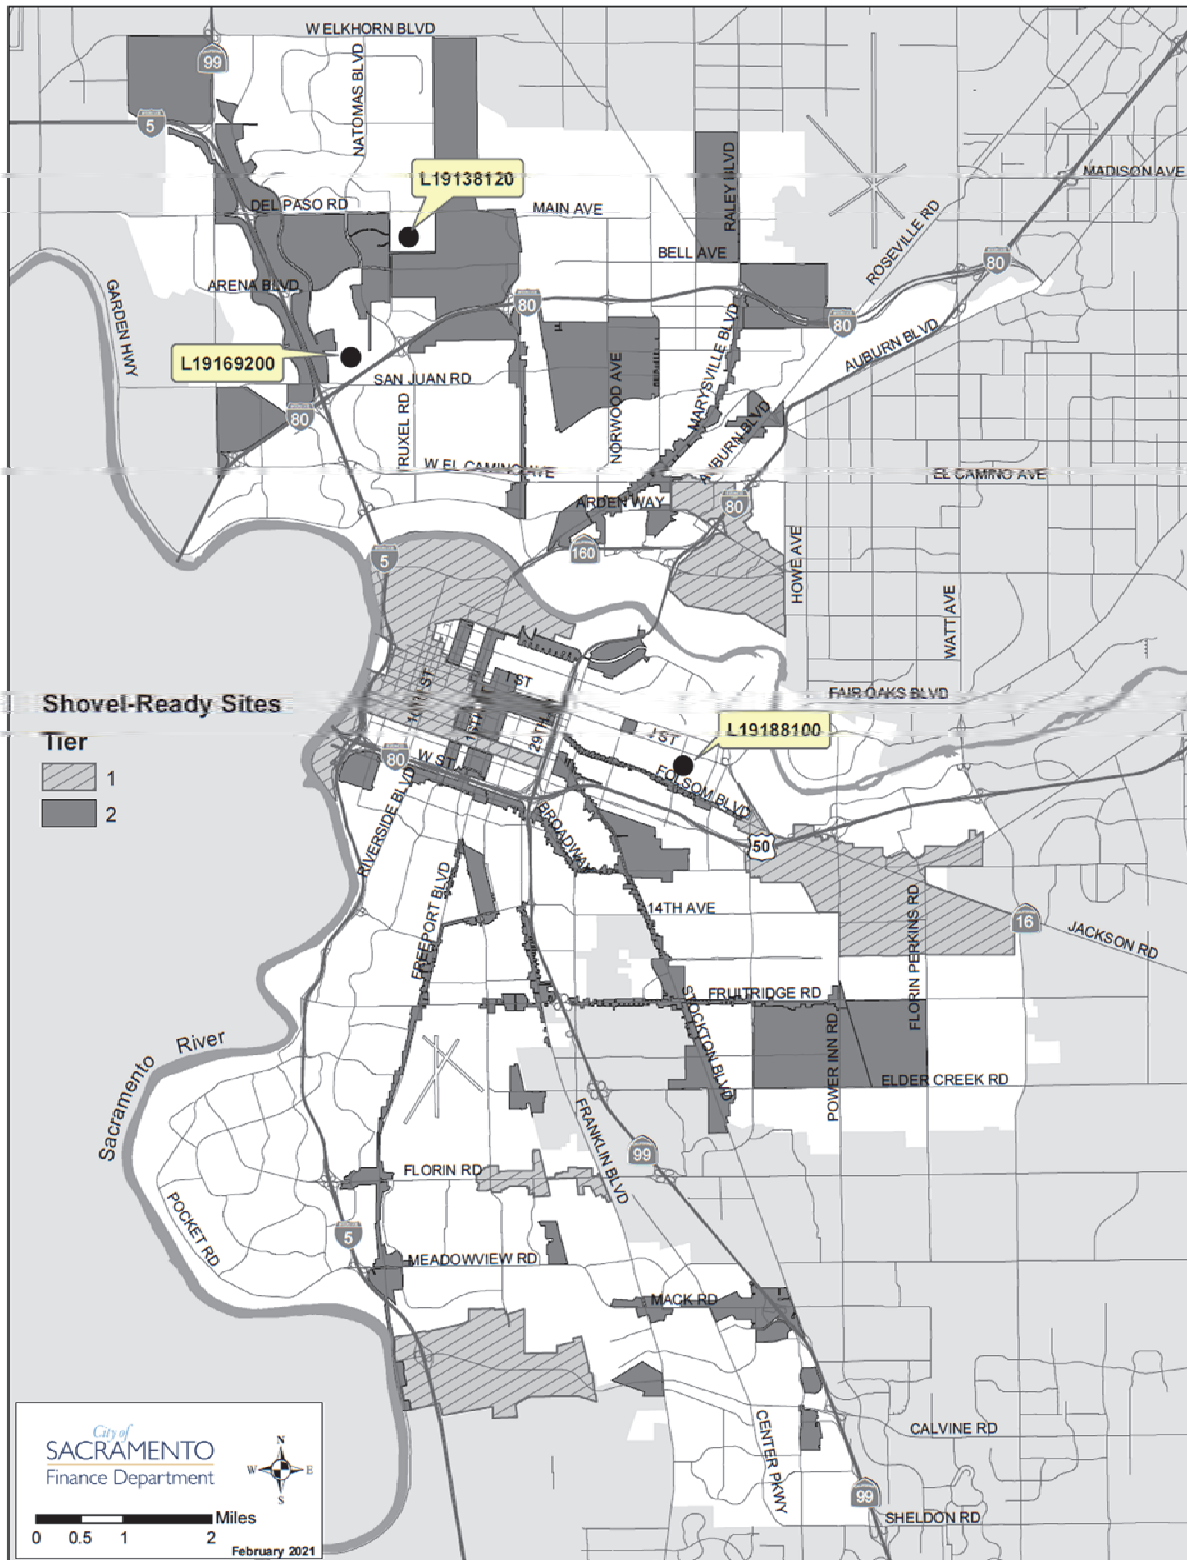 W ELKHORN BLVD
99
5
NATOMAS BLVD
L19138120
RALEY BLVD
MADISON AVE
DEL PASO RD
MAIN AVE
ROSEVILLE RD
BELL AVE
80
GARDEN HWY
ARENA BLVD
80
80
L19169200
MARYSVILLE BLVD
AUBURN BLVD
SAN JUAN RD
NORWOOD AVE
80
TRUXEL RD
AUBURN BLVD
W EL CAMINO AVE
EL CAMINO AVE
ARDEN WAY
80
160
5
HOWE AVE
WATT AVE
Shovel-Ready Sites
I ST
FAIR OAKS BLVD
16TH ST
15TH
29TH
J ST
L19188100
Tier
1
2
80
W ST
FOLSOM BLVD
RIVERSIDE BLVD
BROADWAY
50
FREEPORT BLVD
14TH AVE
FLORIN PERKINS RD
16
JACKSON RD
FRUITRIDGE RD
STOCKTON BLVD
POWER INN RD
Sacramento River
ELDER CREEK RD
FRANKLIN BLVD
99
FLORIN RD
POCKET RD
5
MEADOWVIEW RD
MACK RD
City of
SACRAMENTO
Finance Department
N
W E
S
CENTER PKWY
CALVINE RD
99
SHELDON RD
Miles
0 0.5 1 2
February 2021